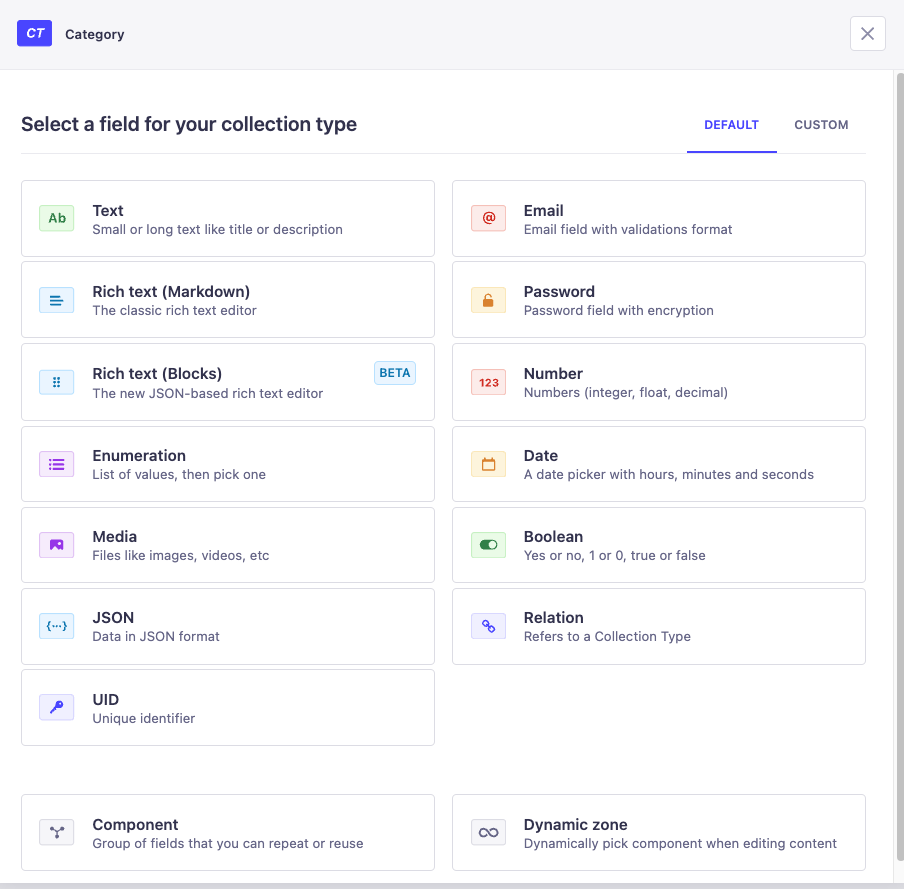 CT Category
Select a field for your collection type
DEFAULT CUSTOM
Ab
Text
Small or long text like title or description
@
Email
Email field with validations format
Rich text (Markdown)
The classic rich text editor
Password
Password field with encryption
Rich text (Blocks)
The new JSON-based rich text editor
BETA
123
Number
Numbers (integer, float, decimal)
Enumeration
List of values, then pick one
Date
A date picker with hours, minutes and seconds
Media
Files like images, videos, etc
Boolean
Yes or no, 1 or 0, true or false
{···}
JSON
Data in JSON format
Relation
Refers to a Collection Type
UID
Unique identifier
Component
Group of fields that you can repeat or reuse
Dynamic zone
Dynamically pick component when editing content